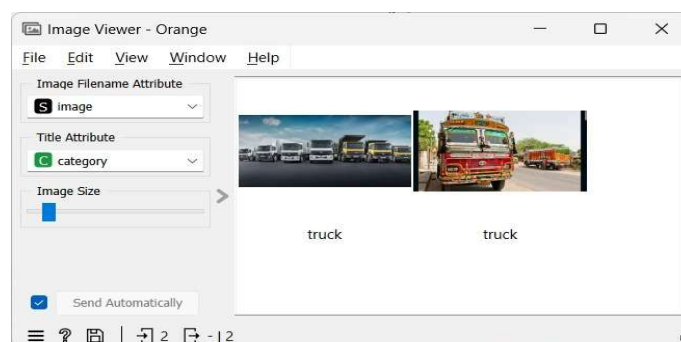 Image Viewer - Orange
File Edit View Window Help
Image Filename Attribute
S image
Title Attribute
C category
Image Size
truck truck
Send Automatically
? 2 - | 2